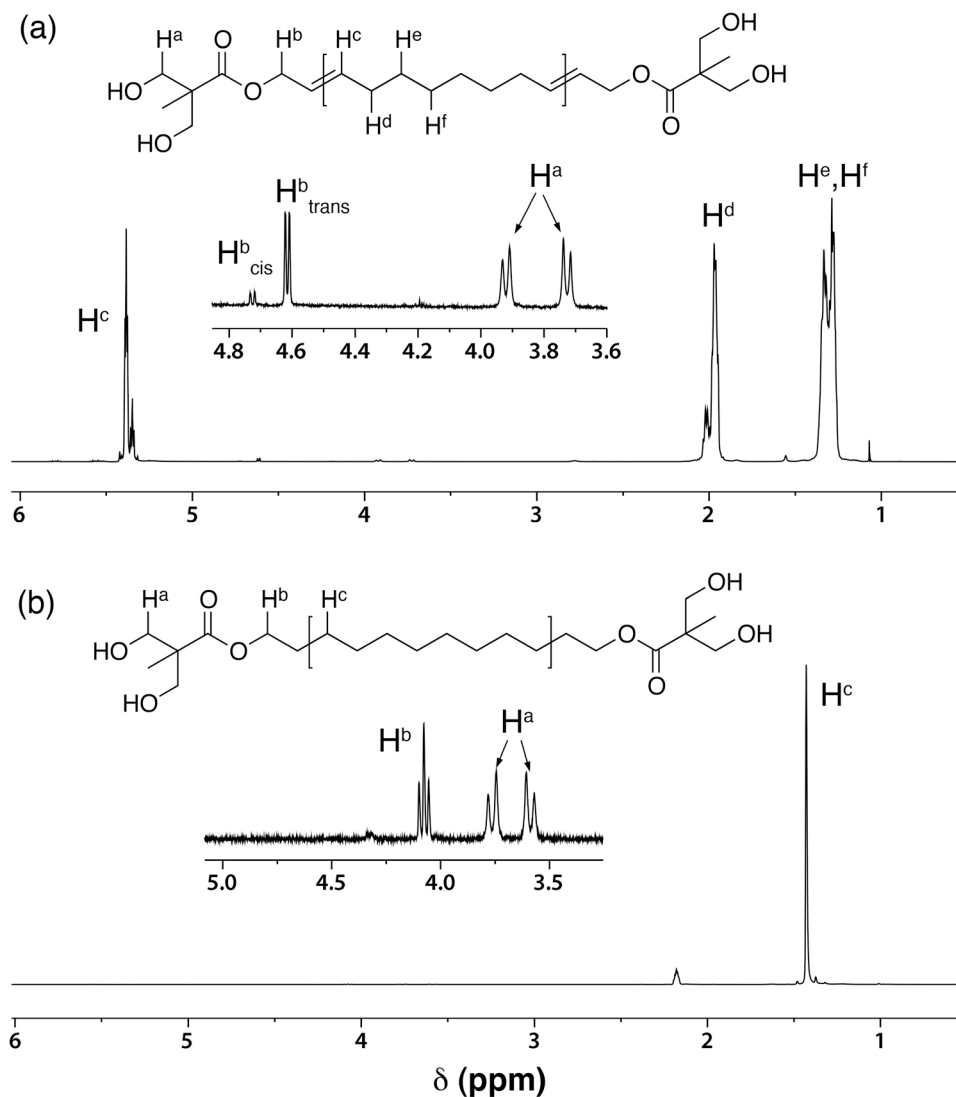 (a)
OH
Hᵃ O Hᵇ Hᶜ Hᵉ
HO O O OH
Hᵈ Hᶠ O
HO
Hᵃ
Hᵉ,Hᶠ
Hᵇ trans
Hᵈ
Hᵇ cis
Hᶜ
4.8 4.6 4.4 4.2 4.0 3.8 3.6
6 5 4 3 2 1
(b)
OH
Hᵃ O Hᵇ Hᶜ
HO O O OH
O
HO
Hᶜ
Hᵃ
Hᵇ
5.0 4.5 4.0 3.5
6 5 4 3 2 1
δ (ppm)